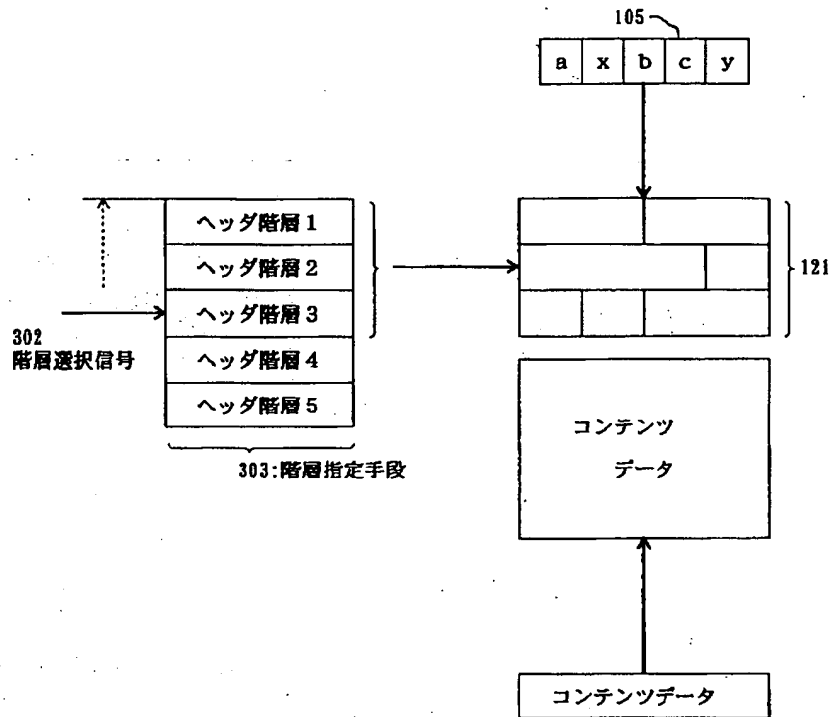 105
a x b c y
ヘッダ階層1
ヘッダ階層2
ヘッダ階層3
ヘッダ階層4
ヘッダ階層5
302
階層選択信号
303:階層指定手段
121
コンテンツ
データ
コンテンツデータ